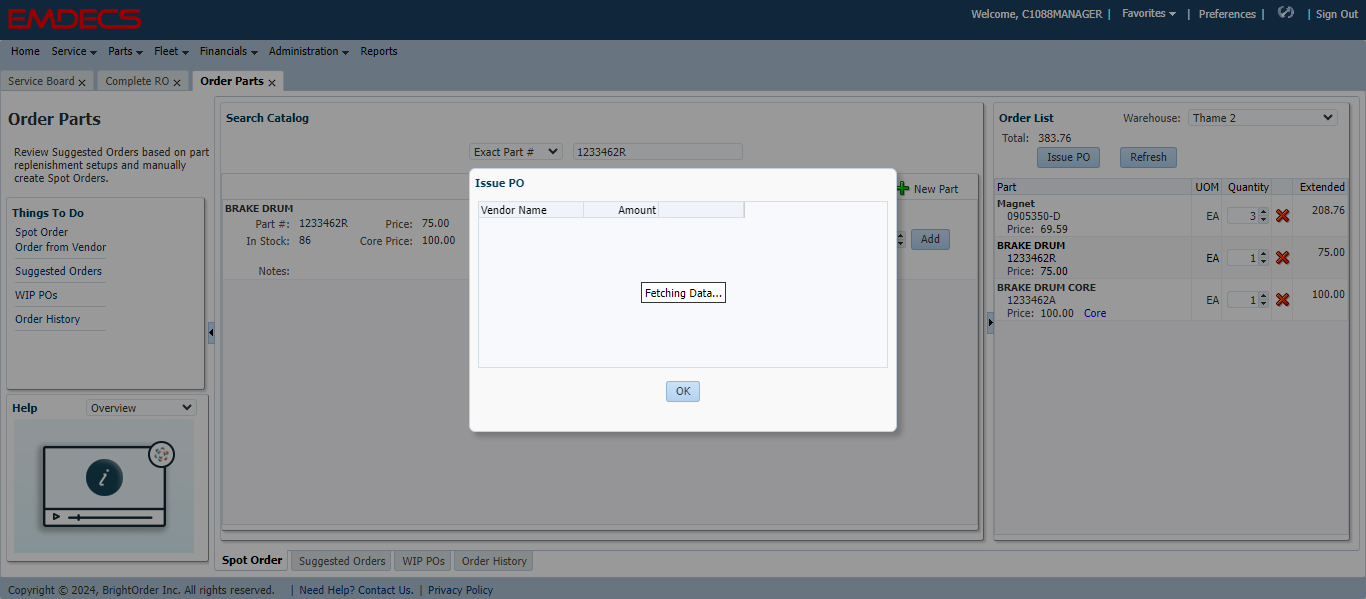 EMDECS
Welcome, C1088MANAGER | Favorites | Preferences | | Sign Out
Home Service Parts Fleet Financials Administration Reports
Service Board x Complete RO x Order Parts x
Order Parts
Review Suggested Orders based on part
replenishment setups and manually
create Spot Orders.
Things To Do
Spot Order
Order from Vendor
Suggested Orders
WIP POs
Order History
Help Overview
i
Search Catalog
Exact Part # 1233462R
New Part
BRAKE DRUM
Part #: 1233462R Price: 75.00
In Stock: 86 Core Price: 100.00
Add
Notes:
Issue PO
Vendor Name Amount
Fetching Data...
OK
Order List Warehouse: Thame 2
Total: 383.76
Issue PO Refresh
Part UOM Quantity Extended
Magnet
0905350-D EA 3 208.76
Price: 69.59
BRAKE DRUM
1233462R EA 1 75.00
Price: 75.00
BRAKE DRUM CORE
1233462A EA 1 100.00
Price: 100.00 Core
Spot Order Suggested Orders WIP POs Order History
Copyright © 2024, BrightOrder Inc. All rights reserved. | Need Help? Contact Us. | Privacy Policy